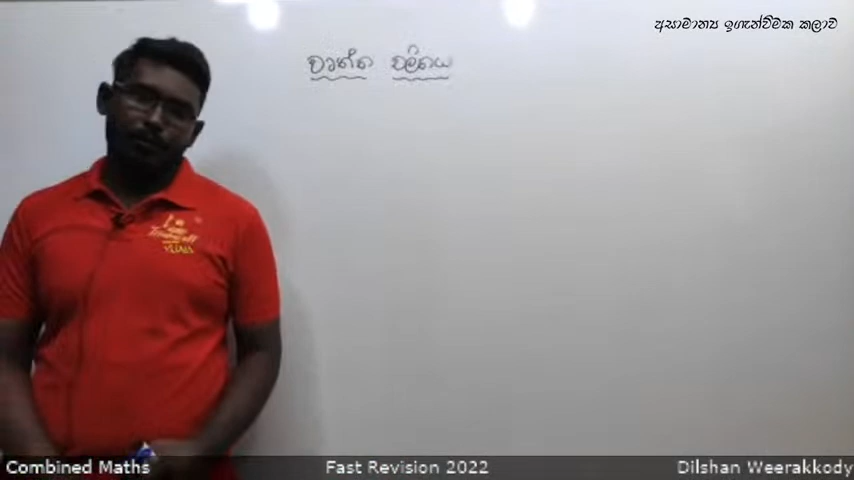 අසාමාන්‍ය ඉගැන්වීමක කලාව
වෘත්ත චලිතය
Combined Maths
Fast Revision 2022
Dilshan Weerakkody